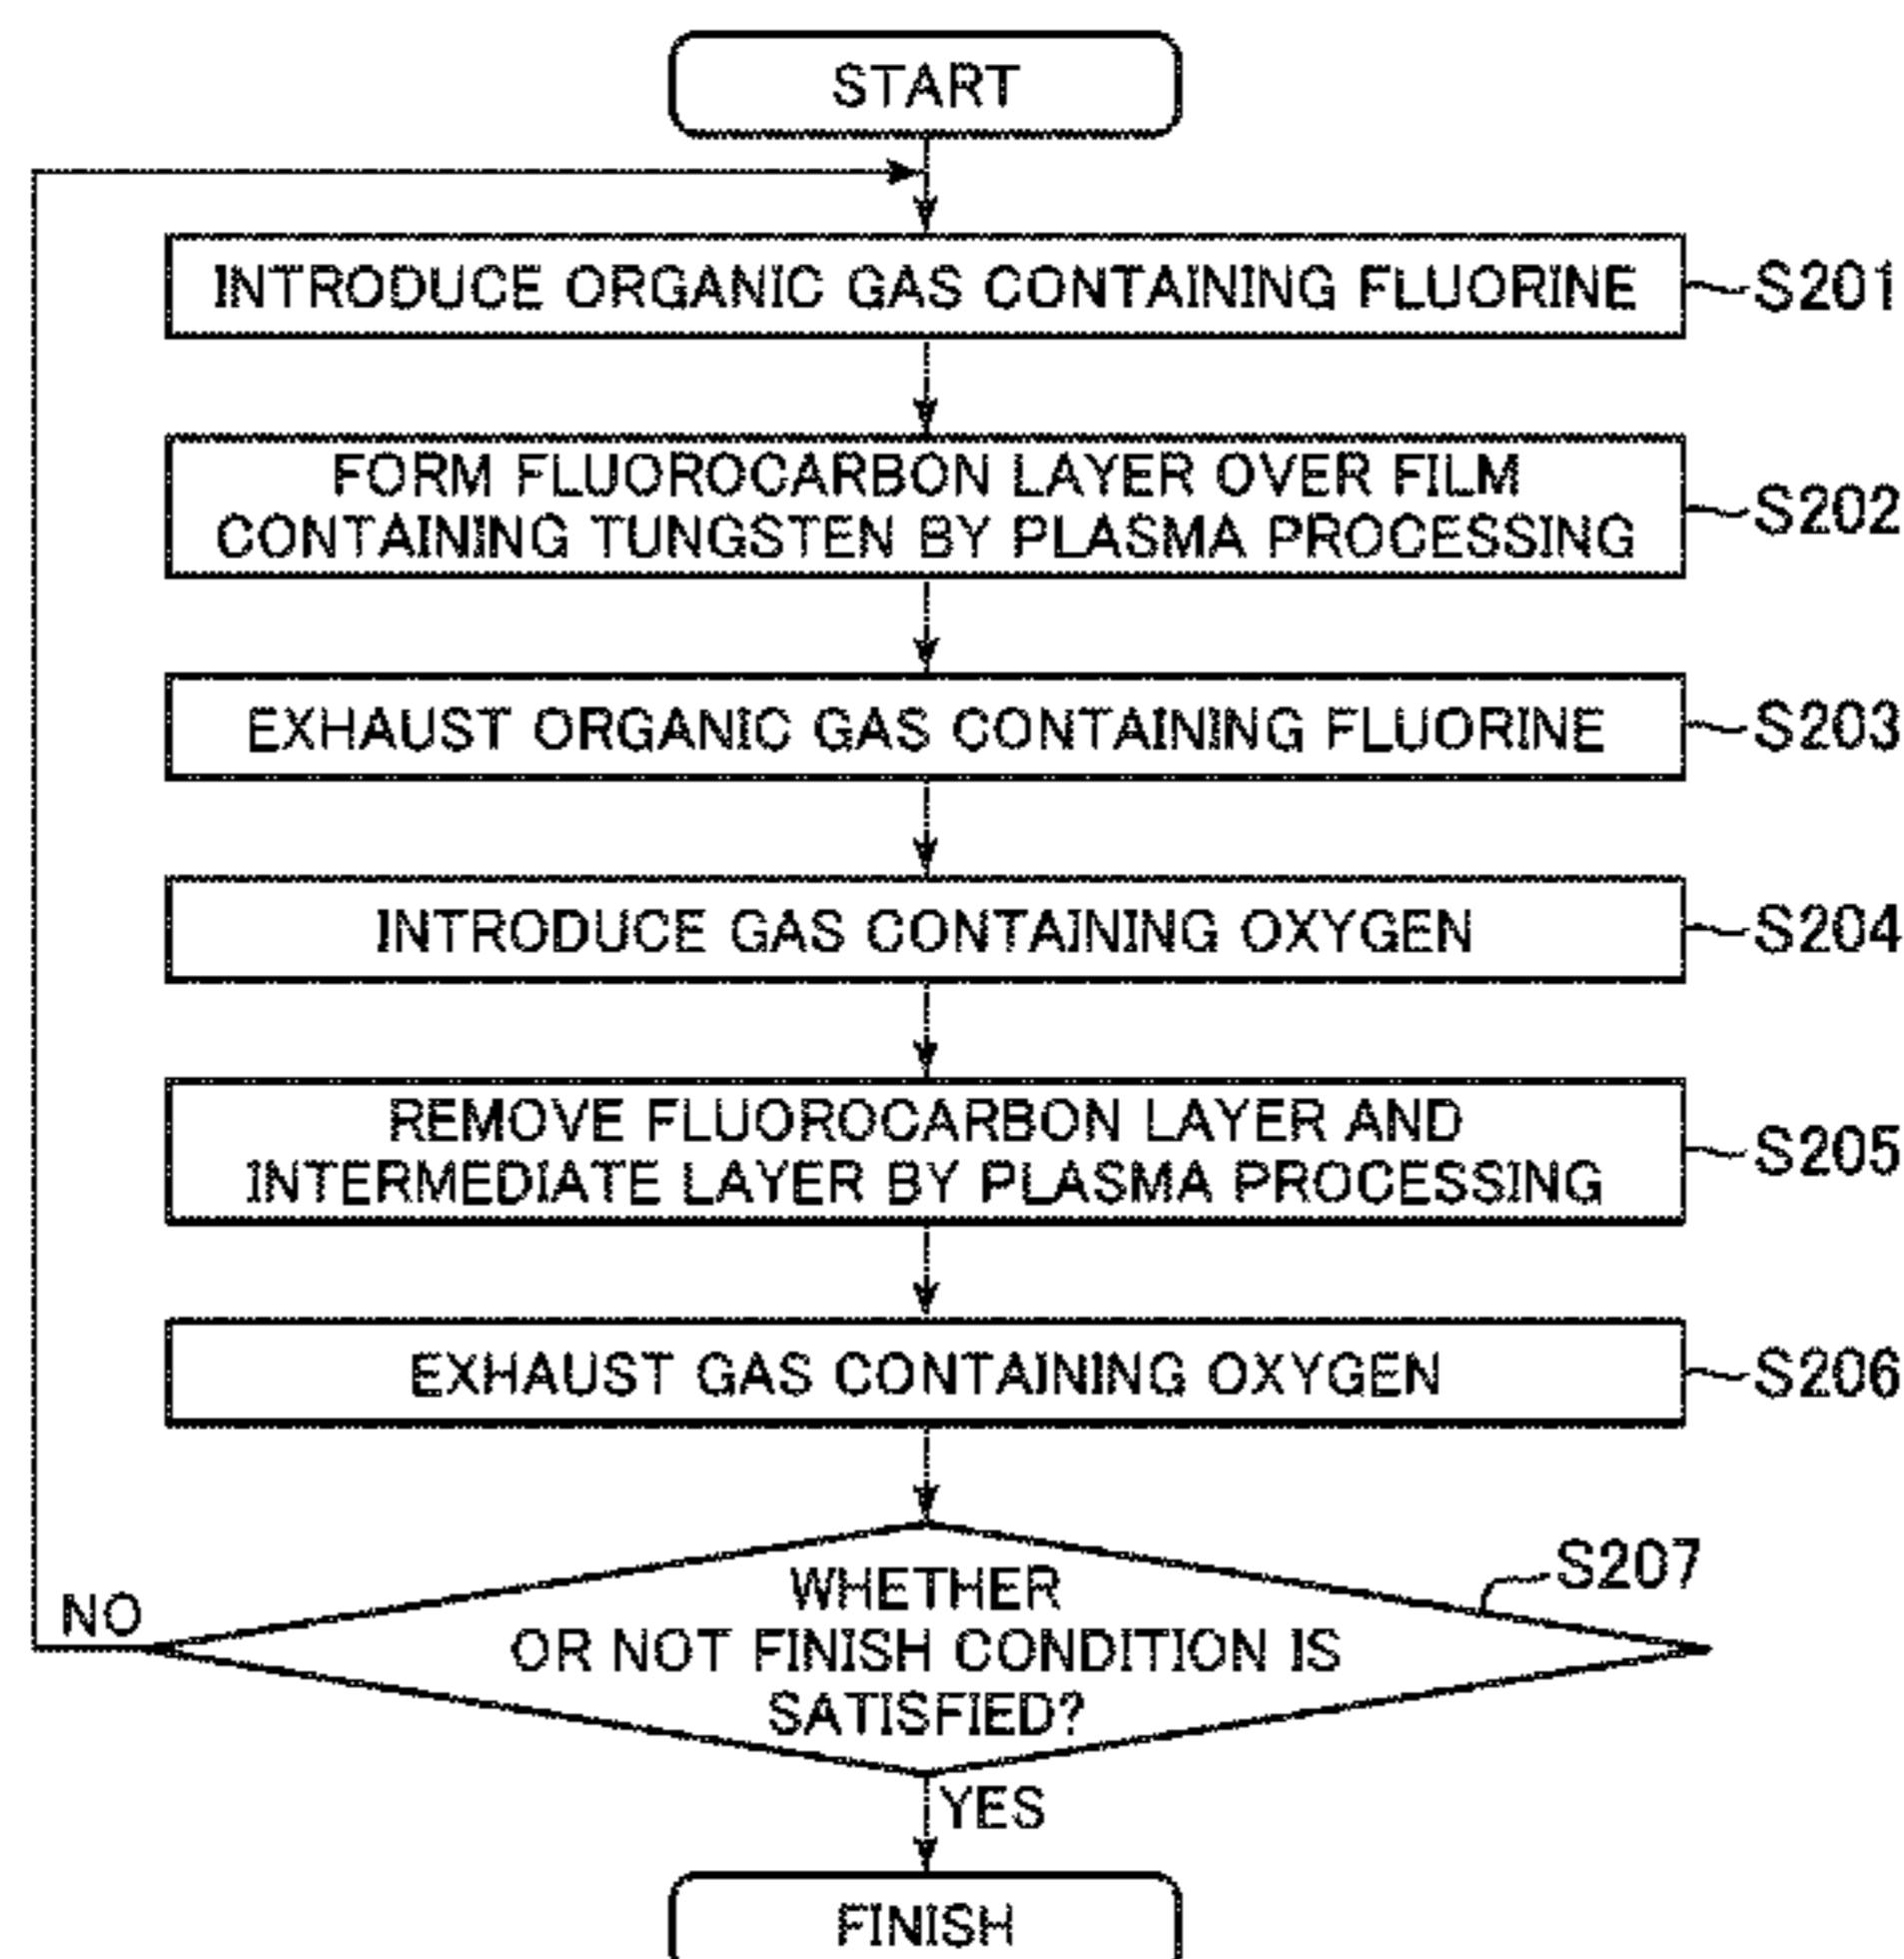 START
INTRODUCE ORGANIC GAS CONTAINING FLUORINE
S201
FORM FLUOROCARBON LAYER OVER FILM
CONTAINING TUNGSTEN BY PLASMA PROCESSING
S202
EXHAUST ORGANIC GAS CONTAINING FLUORINE
S203
INTRODUCE GAS CONTAINING OXYGEN
S204
REMOVE FLUOROCARBON LAYER AND
INTERMEDIATE LAYER BY PLASMA PROCESSING
S205
EXHAUST GAS CONTAINING OXYGEN
S206
S207
WHETHER
OR NOT FINISH CONDITION IS
SATISFIED?
NO
YES
FINISH